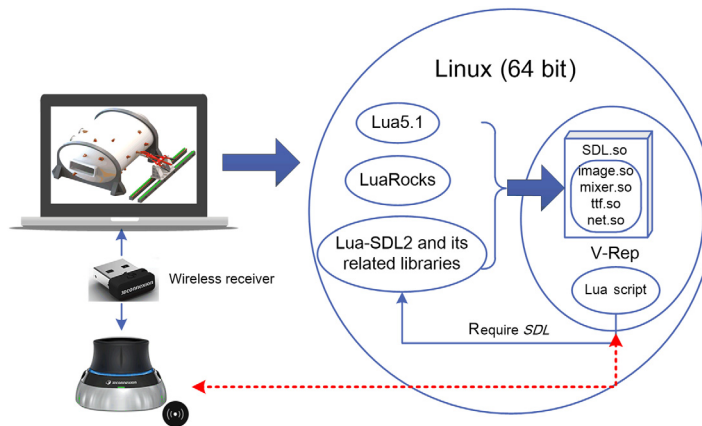 Linux (64 bit)
Lua5.1
LuaRocks
Lua-SDL2 and its
related libraries
SDL.so
image.so
mixer.so
ttf.so
net.so
V-Rep
Lua script
Require SDL
Wireless receiver
3connexion